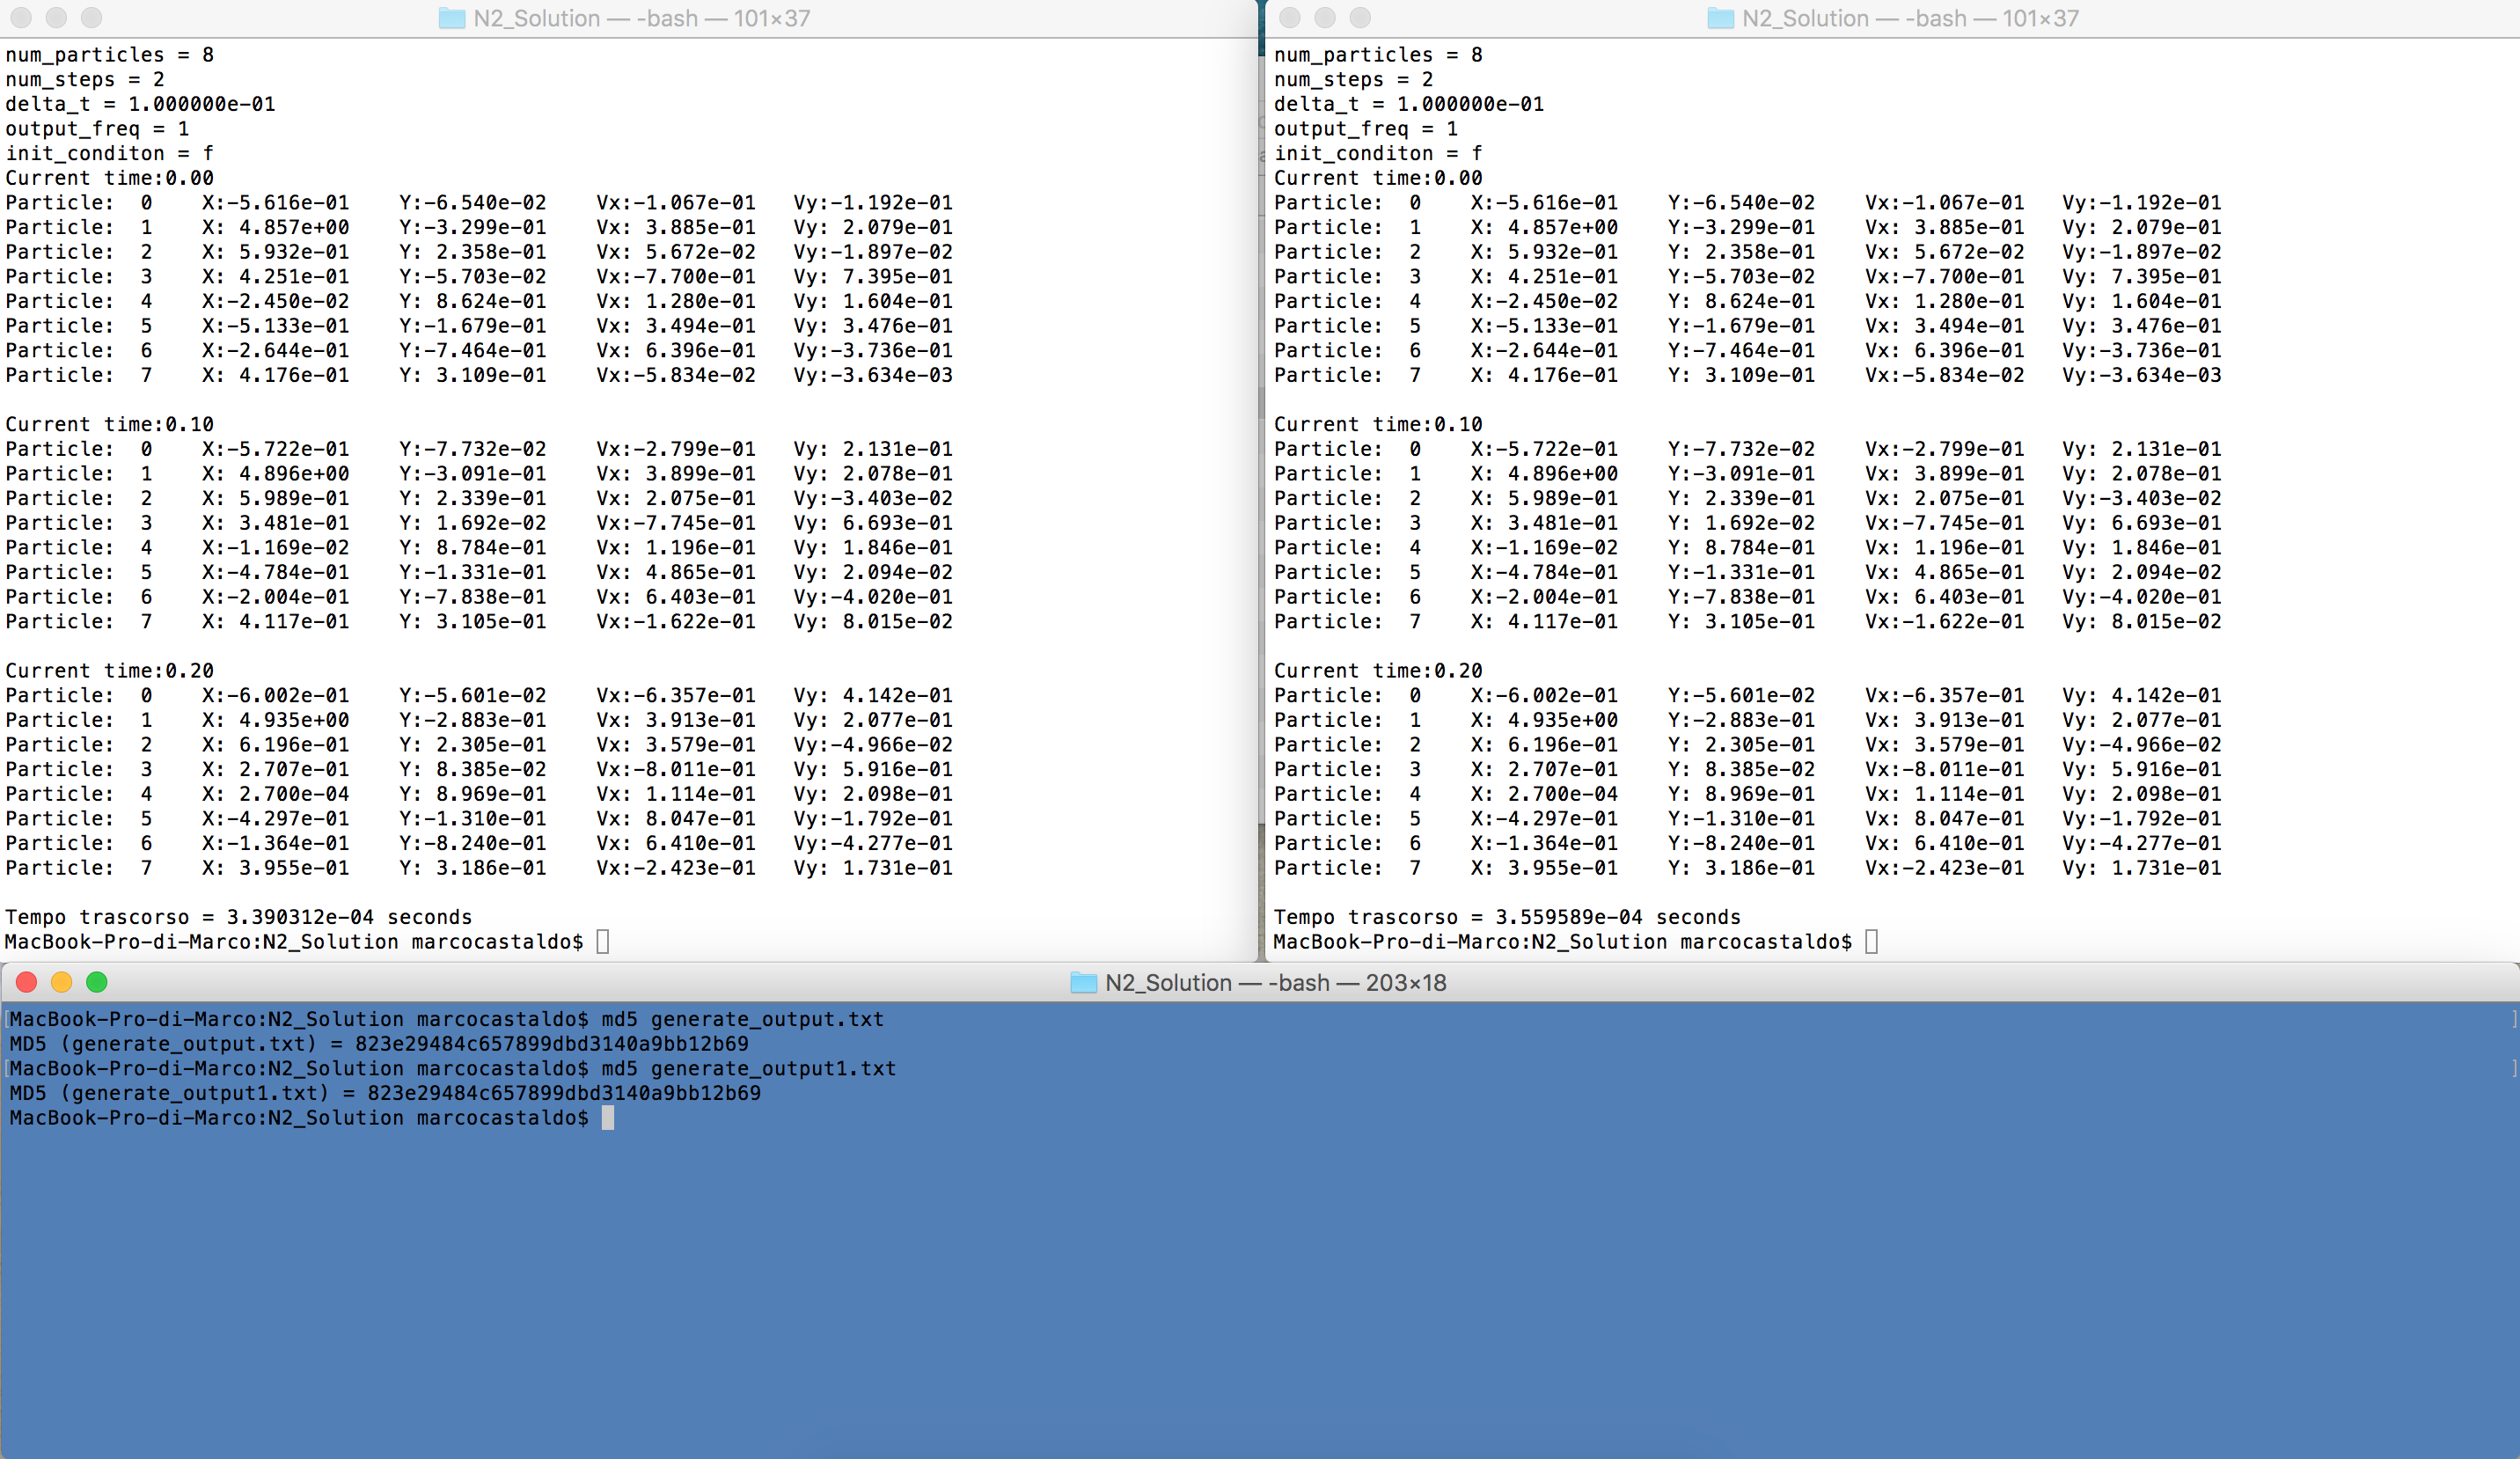 N2_Solution — -bash — 101×37
num_particles = 8
num_steps = 2
delta_t = 1.000000e-01
output_freq = 1
init_conditon = f
Current time:0.00
Particle:  0    X:-5.616e-01    Y:-6.540e-02    Vx:-1.067e-01   Vy:-1.192e-01
Particle:  1    X: 4.857e+00    Y:-3.299e-01    Vx: 3.885e-01   Vy: 2.079e-01
Particle:  2    X: 5.932e-01    Y: 2.358e-01    Vx: 5.672e-02   Vy:-1.897e-02
Particle:  3    X: 4.251e-01    Y:-5.703e-02    Vx:-7.700e-01   Vy: 7.395e-01
Particle:  4    X:-2.450e-02    Y: 8.624e-01    Vx: 1.280e-01   Vy: 1.604e-01
Particle:  5    X:-5.133e-01    Y:-1.679e-01    Vx: 3.494e-01   Vy: 3.476e-01
Particle:  6    X:-2.644e-01    Y:-7.464e-01    Vx: 6.396e-01   Vy:-3.736e-01
Particle:  7    X: 4.176e-01    Y: 3.109e-01    Vx:-5.834e-02   Vy:-3.634e-03
Current time:0.10
Particle:  0    X:-5.722e-01    Y:-7.732e-02    Vx:-2.799e-01   Vy: 2.131e-01
Particle:  1    X: 4.896e+00    Y:-3.091e-01    Vx: 3.899e-01   Vy: 2.078e-01
Particle:  2    X: 5.989e-01    Y: 2.339e-01    Vx: 2.075e-01   Vy:-3.403e-02
Particle:  3    X: 3.481e-01    Y: 1.692e-02    Vx:-7.745e-01   Vy: 6.693e-01
Particle:  4    X:-1.169e-02    Y: 8.784e-01    Vx: 1.196e-01   Vy: 1.846e-01
Particle:  5    X:-4.784e-01    Y:-1.331e-01    Vx: 4.865e-01   Vy: 2.094e-02
Particle:  6    X:-2.004e-01    Y:-7.838e-01    Vx: 6.403e-01   Vy:-4.020e-01
Particle:  7    X: 4.117e-01    Y: 3.105e-01    Vx:-1.622e-01   Vy: 8.015e-02
Current time:0.20
Particle:  0    X:-6.002e-01    Y:-5.601e-02    Vx:-6.357e-01   Vy: 4.142e-01
Particle:  1    X: 4.935e+00    Y:-2.883e-01    Vx: 3.913e-01   Vy: 2.077e-01
Particle:  2    X: 6.196e-01    Y: 2.305e-01    Vx: 3.579e-01   Vy:-4.966e-02
Particle:  3    X: 2.707e-01    Y: 8.385e-02    Vx:-8.011e-01   Vy: 5.916e-01
Particle:  4    X: 2.700e-04    Y: 8.969e-01    Vx: 1.114e-01   Vy: 2.098e-01
Particle:  5    X:-4.297e-01    Y:-1.310e-01    Vx: 8.047e-01   Vy:-1.792e-01
Particle:  6    X:-1.364e-01    Y:-8.240e-01    Vx: 6.410e-01   Vy:-4.277e-01
Particle:  7    X: 3.955e-01    Y: 3.186e-01    Vx:-2.423e-01   Vy: 1.731e-01
Tempo trascorso = 3.390312e-04 seconds
MacBook-Pro-di-Marco:N2_Solution marcocastaldo$
N2_Solution — -bash — 101×37
num_particles = 8
num_steps = 2
delta_t = 1.000000e-01
output_freq = 1
init_conditon = f
Current time:0.00
Particle:  0    X:-5.616e-01    Y:-6.540e-02    Vx:-1.067e-01   Vy:-1.192e-01
Particle:  1    X: 4.857e+00    Y:-3.299e-01    Vx: 3.885e-01   Vy: 2.079e-01
Particle:  2    X: 5.932e-01    Y: 2.358e-01    Vx: 5.672e-02   Vy:-1.897e-02
Particle:  3    X: 4.251e-01    Y:-5.703e-02    Vx:-7.700e-01   Vy: 7.395e-01
Particle:  4    X:-2.450e-02    Y: 8.624e-01    Vx: 1.280e-01   Vy: 1.604e-01
Particle:  5    X:-5.133e-01    Y:-1.679e-01    Vx: 3.494e-01   Vy: 3.476e-01
Particle:  6    X:-2.644e-01    Y:-7.464e-01    Vx: 6.396e-01   Vy:-3.736e-01
Particle:  7    X: 4.176e-01    Y: 3.109e-01    Vx:-5.834e-02   Vy:-3.634e-03
Current time:0.10
Particle:  0    X:-5.722e-01    Y:-7.732e-02    Vx:-2.799e-01   Vy: 2.131e-01
Particle:  1    X: 4.896e+00    Y:-3.091e-01    Vx: 3.899e-01   Vy: 2.078e-01
Particle:  2    X: 5.989e-01    Y: 2.339e-01    Vx: 2.075e-01   Vy:-3.403e-02
Particle:  3    X: 3.481e-01    Y: 1.692e-02    Vx:-7.745e-01   Vy: 6.693e-01
Particle:  4    X:-1.169e-02    Y: 8.784e-01    Vx: 1.196e-01   Vy: 1.846e-01
Particle:  5    X:-4.784e-01    Y:-1.331e-01    Vx: 4.865e-01   Vy: 2.094e-02
Particle:  6    X:-2.004e-01    Y:-7.838e-01    Vx: 6.403e-01   Vy:-4.020e-01
Particle:  7    X: 4.117e-01    Y: 3.105e-01    Vx:-1.622e-01   Vy: 8.015e-02
Current time:0.20
Particle:  0    X:-6.002e-01    Y:-5.601e-02    Vx:-6.357e-01   Vy: 4.142e-01
Particle:  1    X: 4.935e+00    Y:-2.883e-01    Vx: 3.913e-01   Vy: 2.077e-01
Particle:  2    X: 6.196e-01    Y: 2.305e-01    Vx: 3.579e-01   Vy:-4.966e-02
Particle:  3    X: 2.707e-01    Y: 8.385e-02    Vx:-8.011e-01   Vy: 5.916e-01
Particle:  4    X: 2.700e-04    Y: 8.969e-01    Vx: 1.114e-01   Vy: 2.098e-01
Particle:  5    X:-4.297e-01    Y:-1.310e-01    Vx: 8.047e-01   Vy:-1.792e-01
Particle:  6    X:-1.364e-01    Y:-8.240e-01    Vx: 6.410e-01   Vy:-4.277e-01
Particle:  7    X: 3.955e-01    Y: 3.186e-01    Vx:-2.423e-01   Vy: 1.731e-01
Tempo trascorso = 3.559589e-04 seconds
MacBook-Pro-di-Marco:N2_Solution marcocastaldo$
N2_Solution — -bash — 203×18
[MacBook-Pro-di-Marco:N2_Solution marcocastaldo$ md5 generate_output.txt ]
MD5 (generate_output.txt) = 823e29484c657899dbd3140a9bb12b69
[MacBook-Pro-di-Marco:N2_Solution marcocastaldo$ md5 generate_output1.txt ]
MD5 (generate_output1.txt) = 823e29484c657899dbd3140a9bb12b69
MacBook-Pro-di-Marco:N2_Solution marcocastaldo$